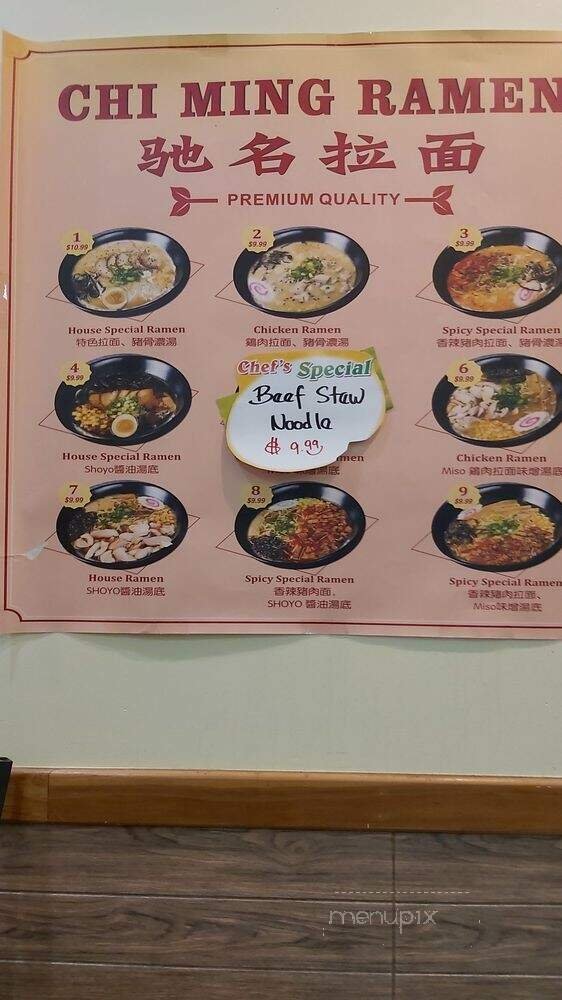 CHI MING RAMEN
驰名拉面
PREMIUM QUALITY
1
$10.99
House Special Ramen
特色拉面、豬骨濃湯
2
$9.99
Chicken Ramen
鷄肉拉面、豬骨濃湯
3
$9.99
Spicy Special Ramen
香辣豬肉拉面、豬骨濃湯
4
$9.99
House Special Ramen
Shoyo醬油湯底
Chef's Special
Beef Staw
Noodle
$ 9.99
湯底
6
$9.99
Chicken Ramen
Miso 鷄肉拉面味增湯底
7
$9.99
House Ramen
SHOYO醬油湯底
8
$9.99
Spicy Special Ramen
香辣豬肉面,
SHOYO 醬油湯底
9
$9.99
Spicy Special Ramen
香辣豬肉拉面、
Miso味增湯底
menupix